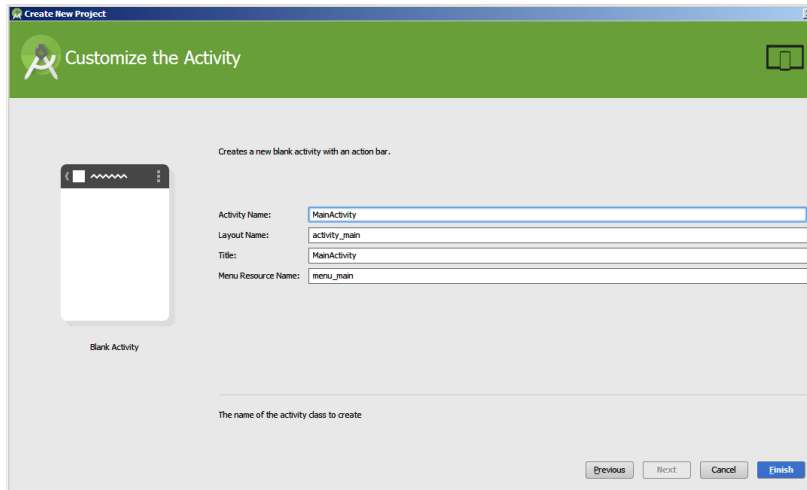 Create New Project
Customize the Activity
Creates a new blank activity with an action bar.
Activity Name: MainActivity
Layout Name: activity_main
Title: MainActivity
Menu Resource Name: menu_main
Blank Activity
The name of the activity class to create
Previous Next Cancel Finish